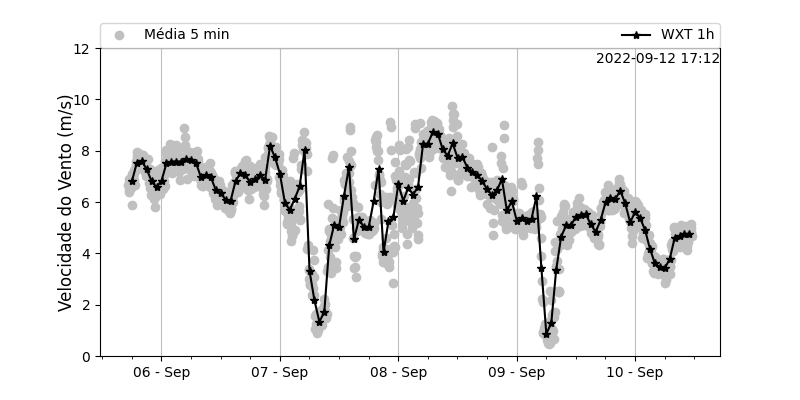 Média 5 min
WXT 1h
2022-09-12 17:12
Velocidade do Vento (m/s)
12
10
8
6
4
2
0
06 - Sep
07 - Sep
08 - Sep
09 - Sep
10 - Sep